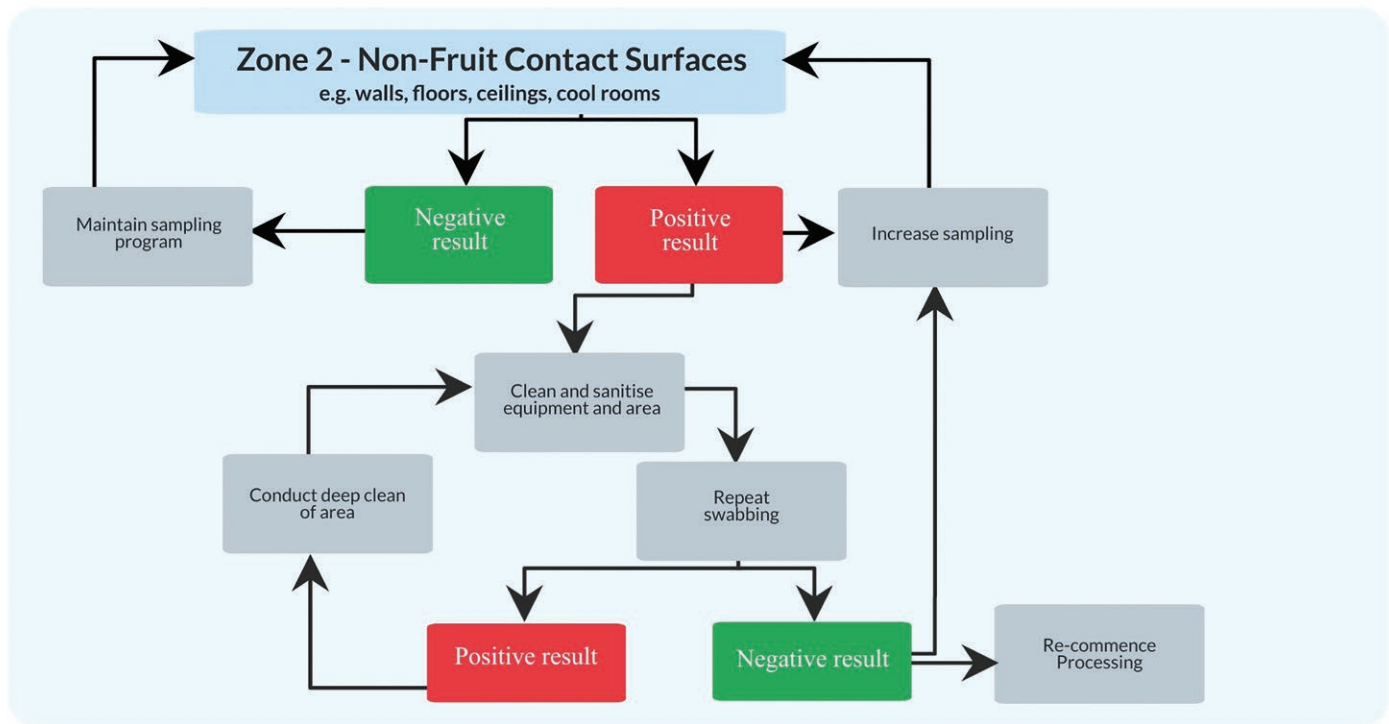 Zone 2 - Non-Fruit Contact Surfaces
e.g. walls, floors, ceilings, cool rooms
Maintain sampling
program
Negative
result
Positive
result
Increase sampling
Clean and sanitise
equipment and area
Conduct deep clean
of area
Repeat
swabbing
Positive result
Negative result
Re-commence
Processing